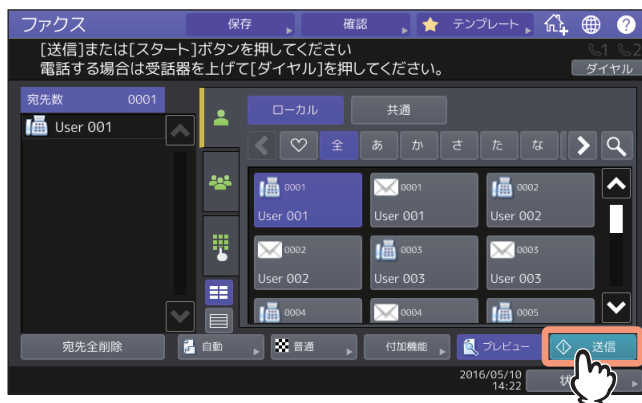 ファクス
保存
確認
テンプレート
[送信]または[スタート]ボタンを押してください
電話する場合は受話器を上げて[ダイヤル]を押してください。
1
2
ダイヤル
宛先数 0001
User 001
ローカル
共通
全
あ
か
さ
た
な
0001
User 001
0001
User 001
0002
User 002
0002
User 002
0003
User 003
0003
User 003
0004
0004
0005
宛先全削除
自動
普通
付加機能
プレビュー
送信
2016/05/10
14:22